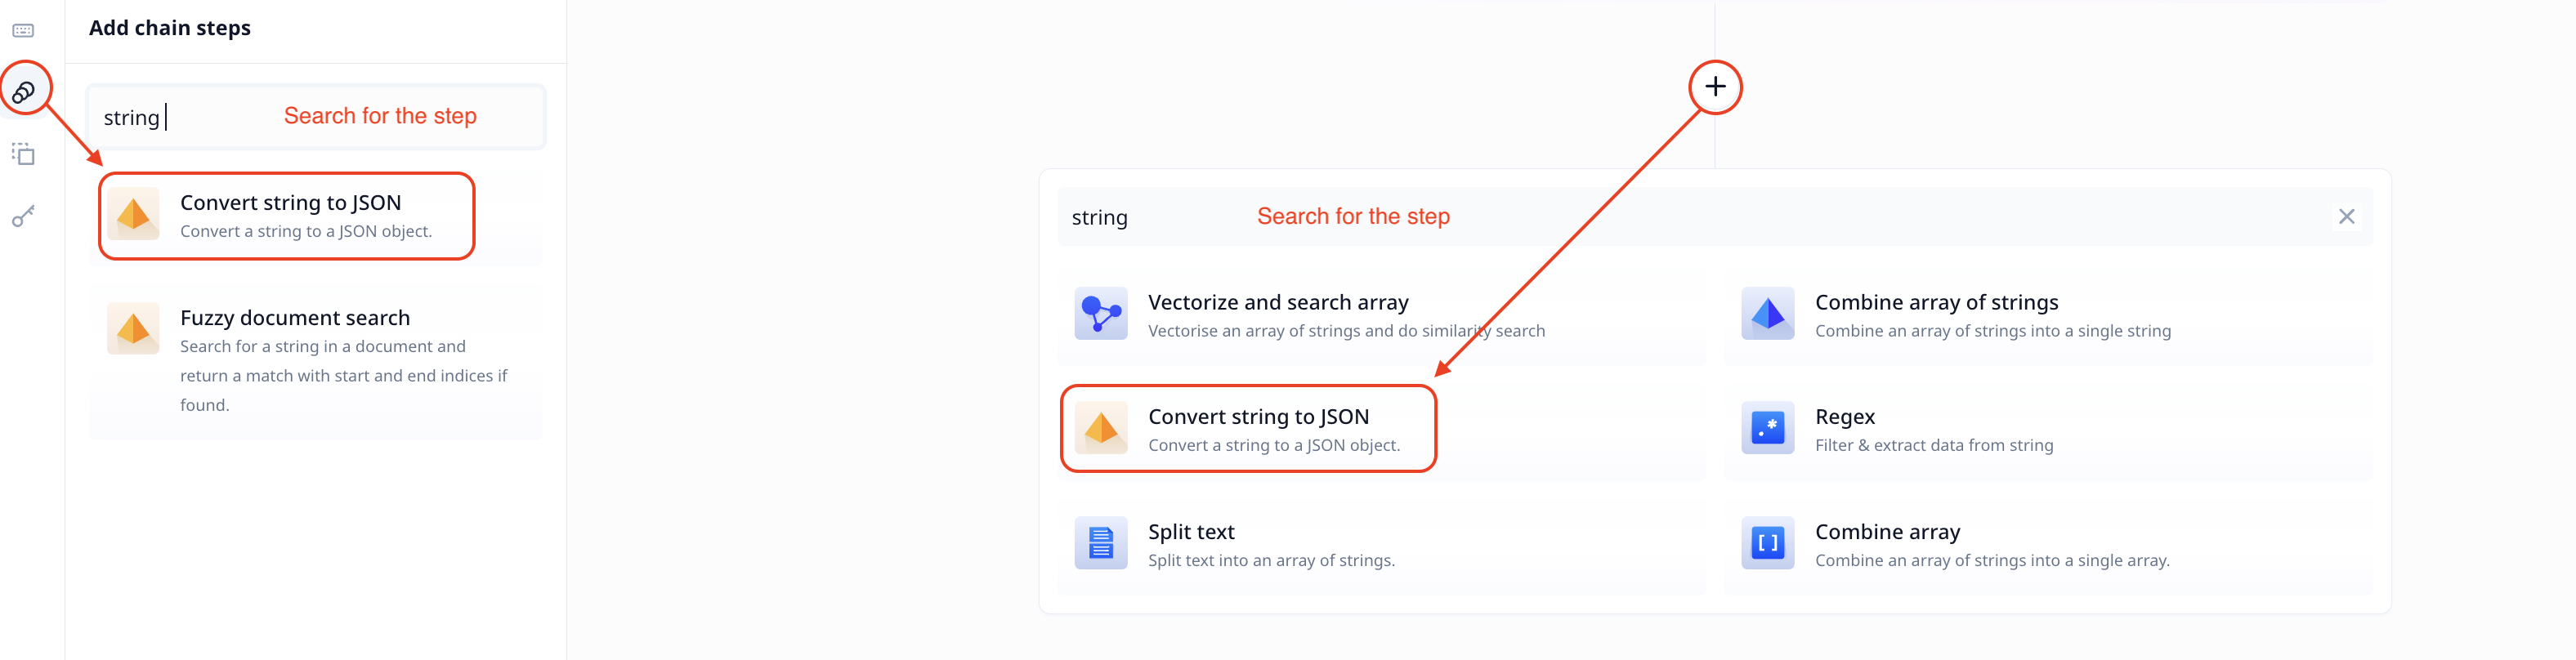 Add chain steps
string
Search for the step
Convert string to JSON
Convert a string to a JSON object.
Fuzzy document search
Search for a string in a document and
return a match with start and end indices if
found.
string
Search for the step
Vectorize and search array
Vectorise an array of strings and do similarity search
Combine array of strings
Combine an array of strings into a single string
Convert string to JSON
Convert a string to a JSON object.
.*
Regex
Filter & extract data from string
Split text
Split text into an array of strings.
[ ]
Combine array
Combine an array of strings into a single array.